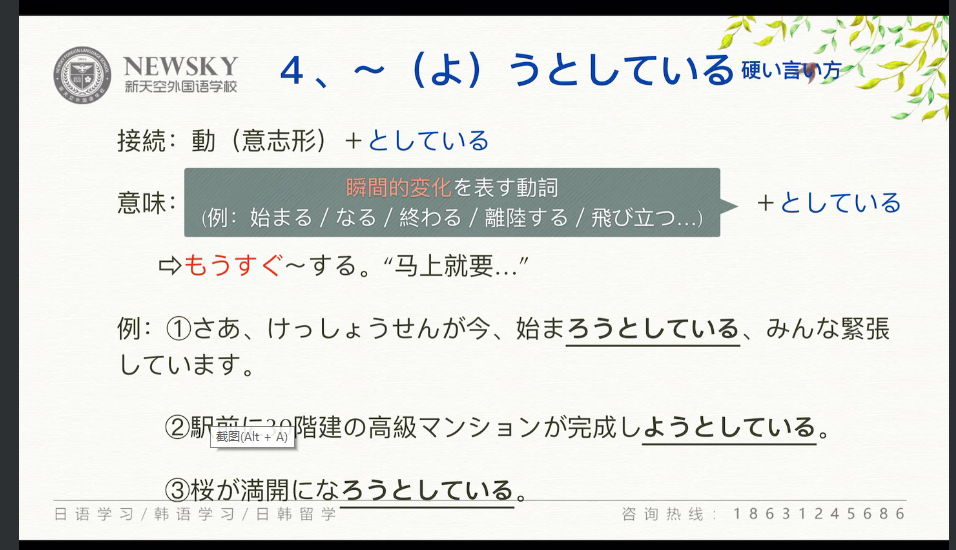 NEWSKY
新天空外国语学校
4、～（よ）うとしている 硬い言い方
接続：動（意志形）＋としている
意味：
瞬間的変化を表す動詞
(例：始まる / なる / 終わる / 離陸する / 飛び立つ…)
＋としている
⇨もうすぐ～する。“马上就要…”
例：①さあ、けっしょうせんが今、始まろうとしている、みんな緊張
しています。
②駅前に30階建の高級マンションが完成しようとしている。
截图(Alt + A)
③桜が満開になろうとしている。
日语学习/韩语学习/日韩留学
咨询热线：18631245686